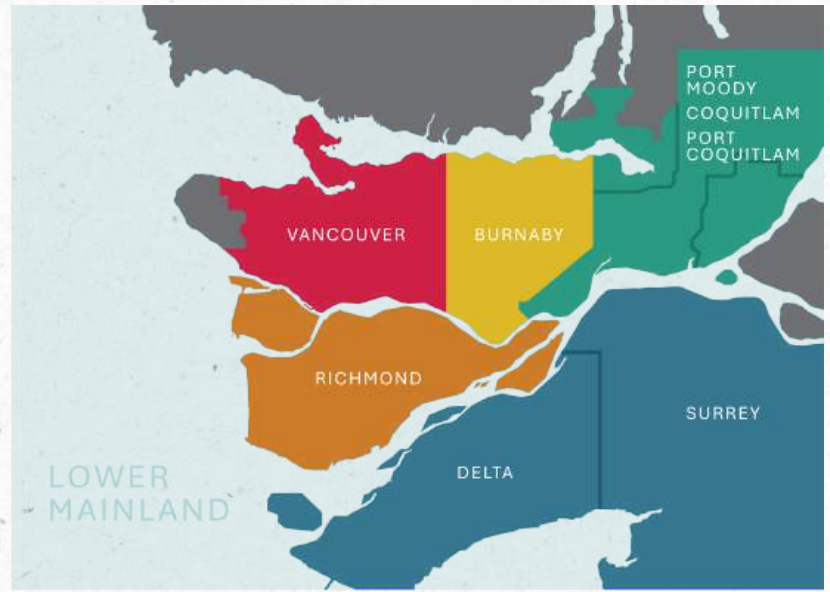 PORT
MOODY
COQUITLAM
PORT
COQUITLAM
VANCOUVER
BURNABY
RICHMOND
SURREY
DELTA
LOWER
MAINLAND